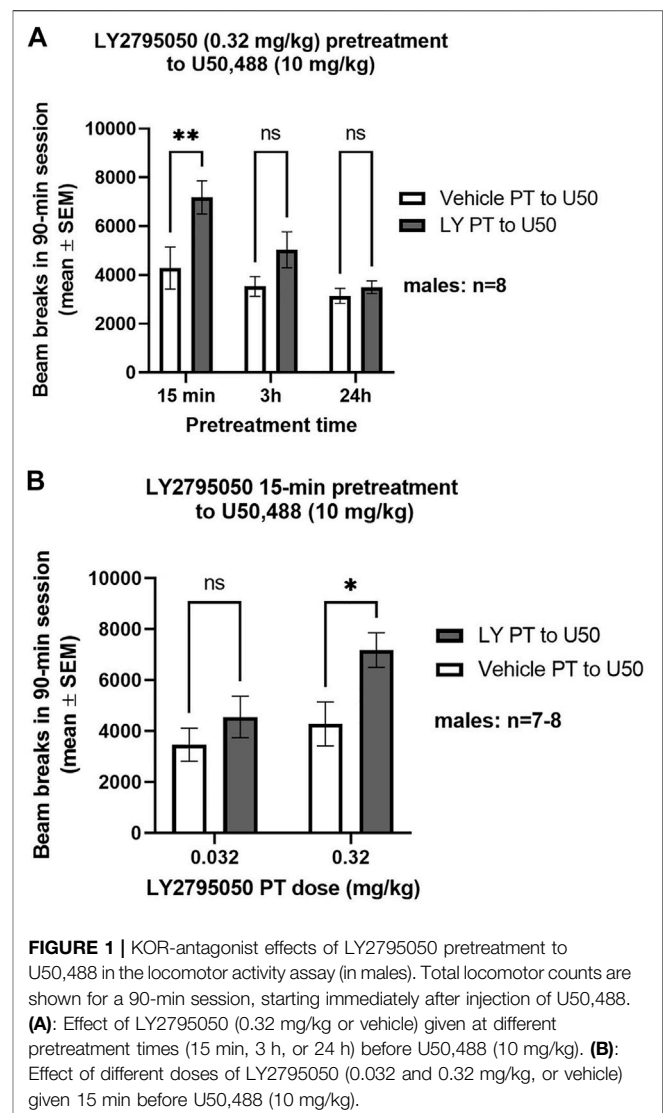 A
LY2795050 (0.32 mg/kg) pretreatment
to U50,488 (10 mg/kg)
Beam breaks in 90-min session
(mean ± SEM)
10000
8000
6000
4000
2000
0
**
ns
ns
15 min
3h
24h
Pretreatment time
Vehicle PT to U50
LY PT to U50
males: n=8
B
LY2795050 15-min pretreatment
to U50,488 (10 mg/kg)
Beam breaks in 90-min session
(mean ± SEM)
10000
8000
6000
4000
2000
0
ns
*
0.032
0.32
LY2795050 PT dose (mg/kg)
LY PT to U50
Vehicle PT to U50
males: n=7-8
FIGURE 1 | KOR-antagonist effects of LY2795050 pretreatment to
U50,488 in the locomotor activity assay (in males). Total locomotor counts are
shown for a 90-min session, starting immediately after injection of U50,488.
(A): Effect of LY2795050 (0.32 mg/kg or vehicle) given at different
pretreatment times (15 min, 3 h, or 24 h) before U50,488 (10 mg/kg). (B):
Effect of different doses of LY2795050 (0.032 and 0.32 mg/kg, or vehicle)
given 15 min before U50,488 (10 mg/kg).